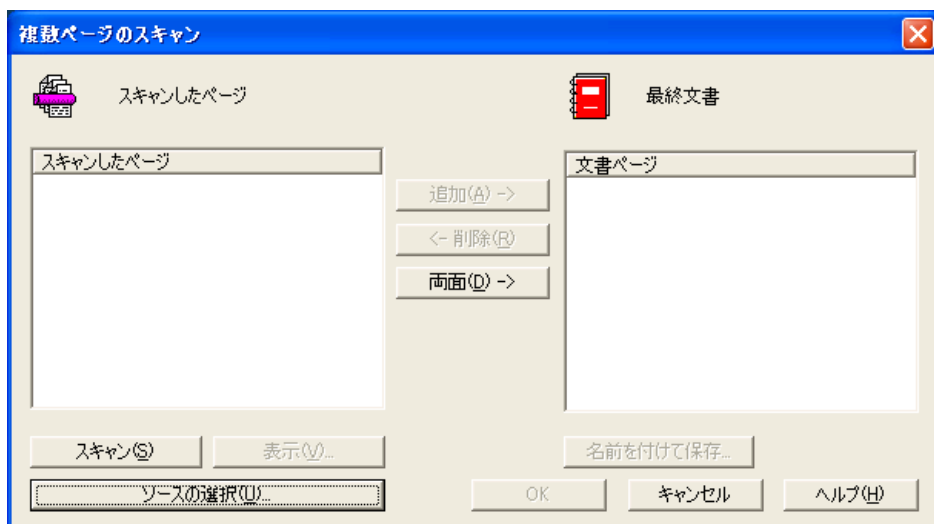 複数ページのスキャン
スキャンしたページ
最終文書
スキャンしたページ
文書ページ
追加(A) ->
<- 削除(R)
両面(D) ->
スキャン(S)
表示(V)...
名前を付けて保存...
ソースの選択(U)...
OK
キャンセル
ヘルプ(H)